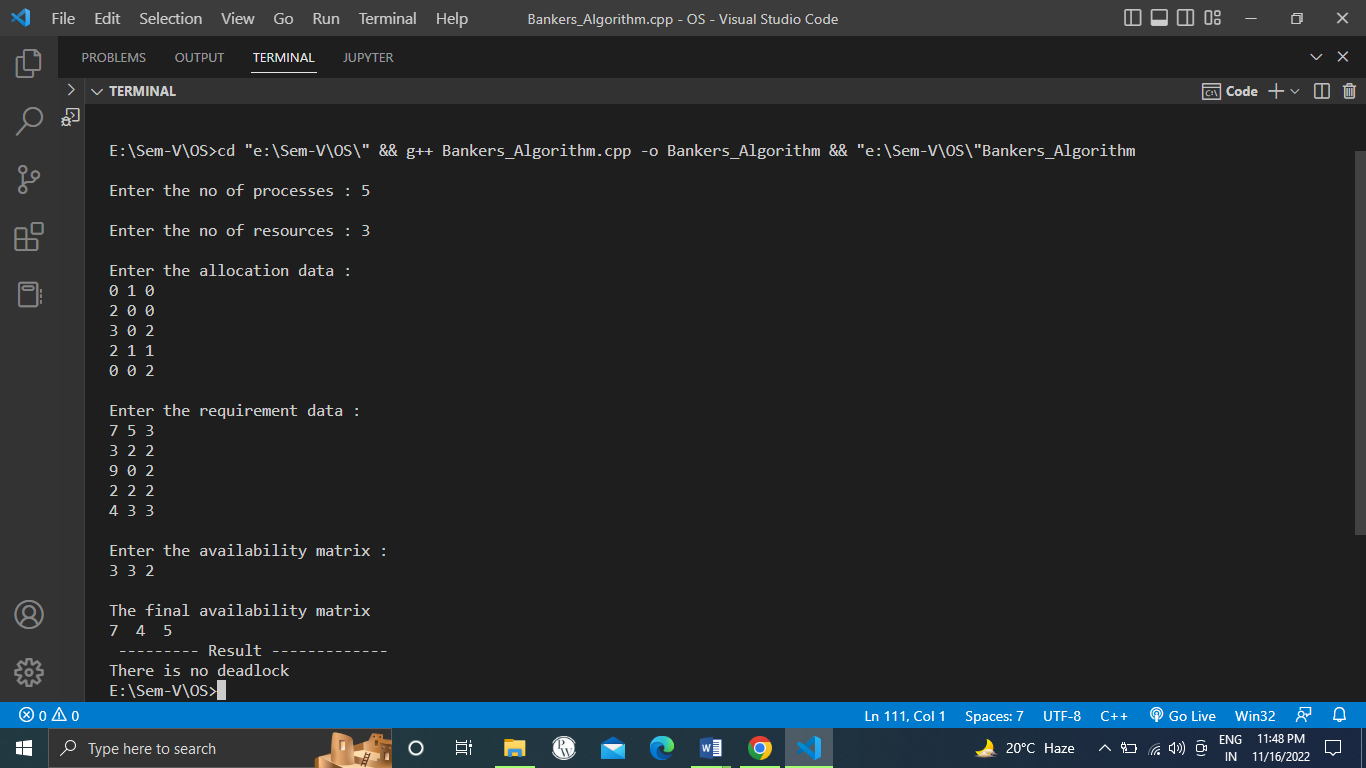 File Edit Selection View Go Run Terminal Help Bankers_Algorithm.cpp - OS - Visual Studio Code
PROBLEMS OUTPUT TERMINAL JUPYTER
TERMINAL Code
E:\Sem-V\OS>cd "e:\Sem-V\OS\" && g++ Bankers_Algorithm.cpp -o Bankers_Algorithm && "e:\Sem-V\OS\"Bankers_Algorithm
Enter the no of processes : 5
Enter the no of resources : 3
Enter the allocation data :
0 1 0
2 0 0
3 0 2
2 1 1
0 0 2
Enter the requirement data :
7 5 3
3 2 2
9 0 2
2 2 2
4 3 3
Enter the availability matrix :
3 3 2
The final availability matrix
7  4  5
 --------- Result -------------
There is no deadlock
E:\Sem-V\OS>
0 0 Ln 111, Col 1 Spaces: 7 UTF-8 C++ Go Live Win32
Type here to search 20°C Haze ENG IN 11:48 PM 11/16/2022